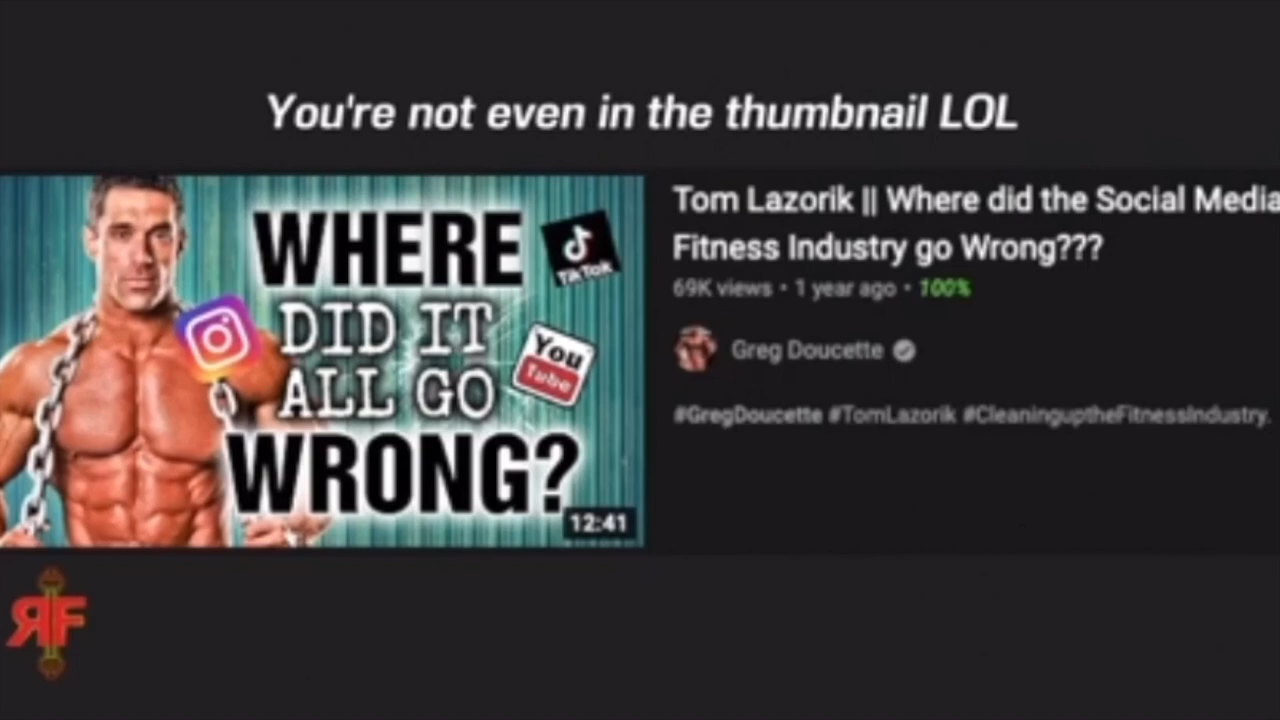 You're not even in the thumbnail LOL
WHERE
DID IT
ALL GO
WRONG?
TikTok
You
Tube
12:41
Tom Lazorik || Where did the Social Media
Fitness Industry go Wrong???
69K views • 1 year ago • 100%
Greg Doucette
#GregDoucette #TomLazorik #CleaninguptheFitnessIndustry.
RF